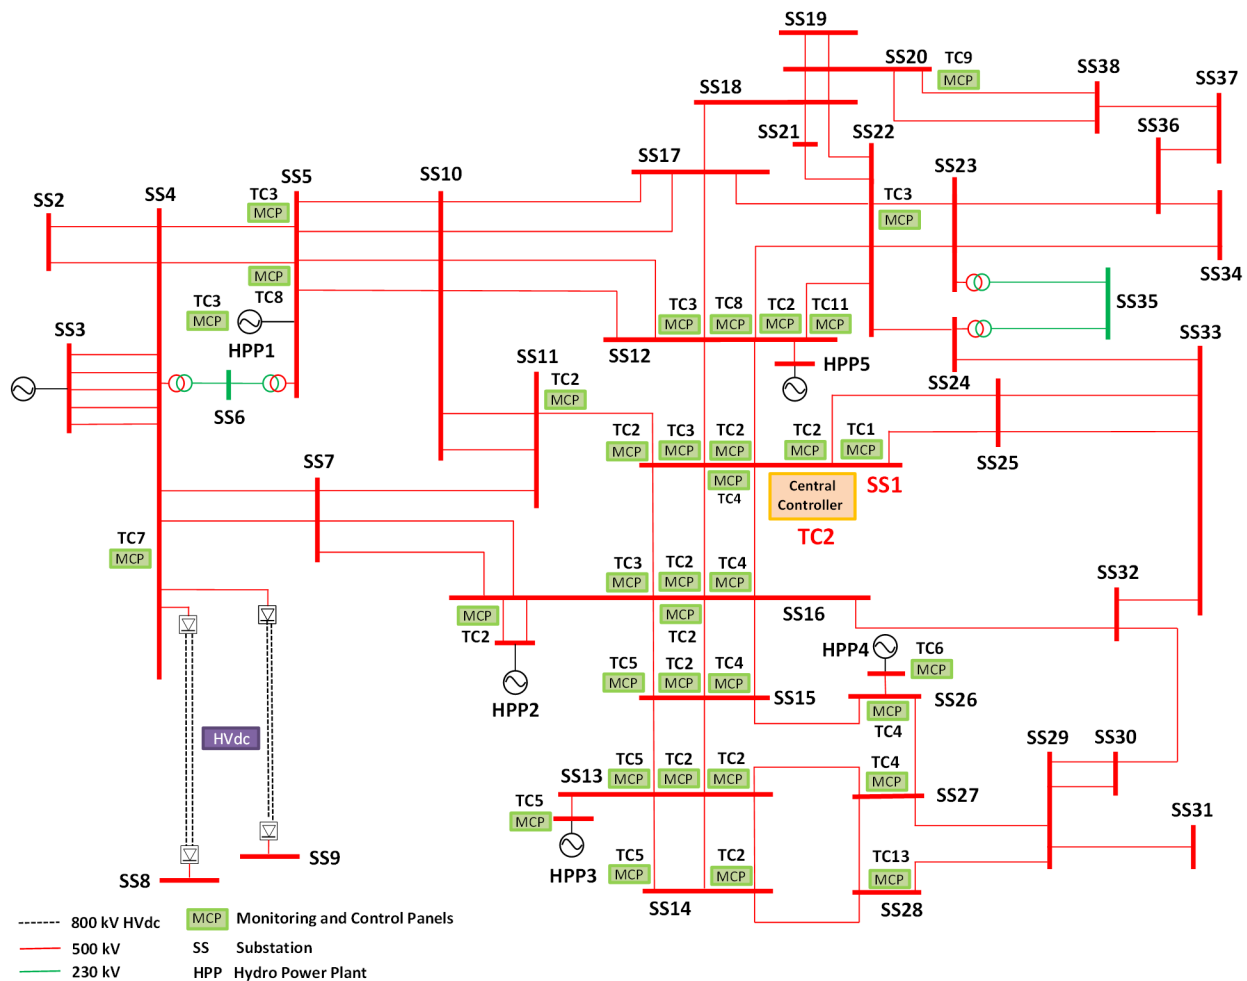 SS19
SS20
TC9
MCP
SS38
SS37
SS18
SS21
SS22
SS36
SS17
SS23
SS10
SS5
SS4
SS2
TC3
MCP
TC3
MCP
MCP
TC8
SS34
SS35
TC3
MCP
HPP1
SS3
TC3
MCP
TC8
MCP
TC2
MCP
TC11
MCP
SS33
SS12
SS11
HPP5
SS24
TC2
MCP
SS6
TC2
MCP
TC3
MCP
TC2
MCP
TC2
MCP
TC1
MCP
SS7
SS25
MCP
TC4
Central
Controller
SS1
TC2
TC7
MCP
TC3
MCP
TC2
MCP
TC4
MCP
SS32
MCP
TC2
MCP
TC2
SS16
HPP4
TC6
MCP
TC5
MCP
TC2
MCP
TC4
MCP
SS15
SS26
HPP2
MCP
TC4
HVdc
SS29
SS30
SS13
TC5
MCP
TC2
MCP
TC2
MCP
TC4
MCP
SS27
TC5
MCP
SS31
SS9
SS8
HPP3
TC5
MCP
TC2
MCP
TC13
MCP
SS14
SS28
800 kV HVdc
MCP
Monitoring and Control Panels
500 kV
SS
Substation
230 kV
HPP
Hydro Power Plant